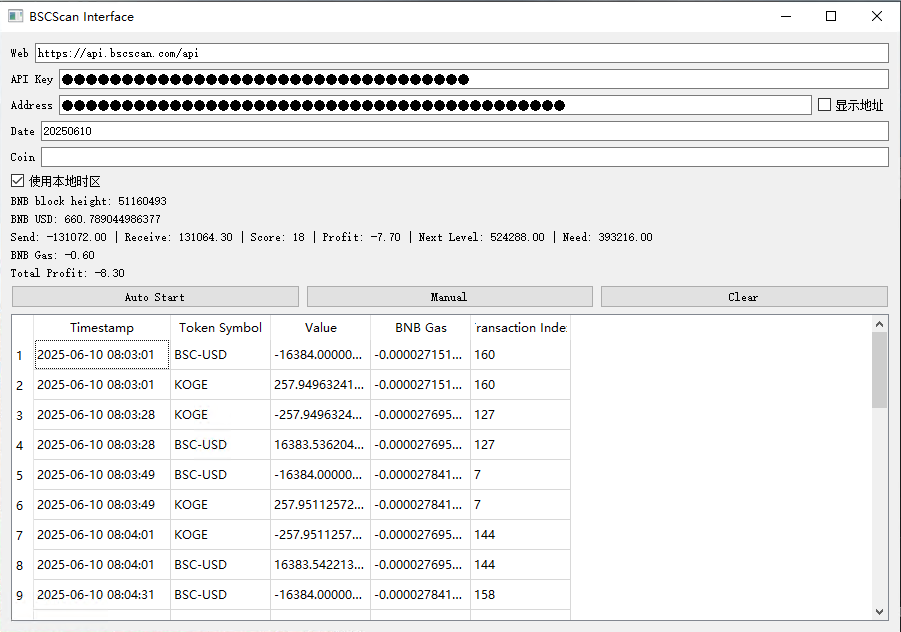 BSCScan Interface
Web https://api.bscscan.com/api
API Key ●●●●●●●●●●●●●●●●●●●●●●●●●●●●●●●●●●
Address ●●●●●●●●●●●●●●●●●●●●●●●●●●●●●●●●●●●●●●●●●● 显示地址
Date 20250610
Coin
使用本地时区
BNB block height: 51160493
BNB USD: 660.789044986377
Send: -131072.00 | Receive: 131064.30 | Score: 18 | Profit: -7.70 | Next Level: 524288.00 | Need: 393216.00
BNB Gas: -0.60
Total Profit: -8.30
Auto Start Manual Clear
Timestamp Token Symbol Value BNB Gas Transaction Index
1 2025-06-10 08:03:01 BSC-USD -16384.00000... -0.000027151... 160
2 2025-06-10 08:03:01 KOGE 257.94963241... -0.000027151... 160
3 2025-06-10 08:03:28 KOGE -257.9496324... -0.000027695... 127
4 2025-06-10 08:03:28 BSC-USD 16383.536204... -0.000027695... 127
5 2025-06-10 08:03:49 BSC-USD -16384.00000... -0.000027841... 7
6 2025-06-10 08:03:49 KOGE 257.95112572... -0.000027841... 7
7 2025-06-10 08:04:01 KOGE -257.9511257... -0.000027695... 144
8 2025-06-10 08:04:01 BSC-USD 16383.542213... -0.000027695... 144
9 2025-06-10 08:04:31 BSC-USD -16384.00000... -0.000027841... 158